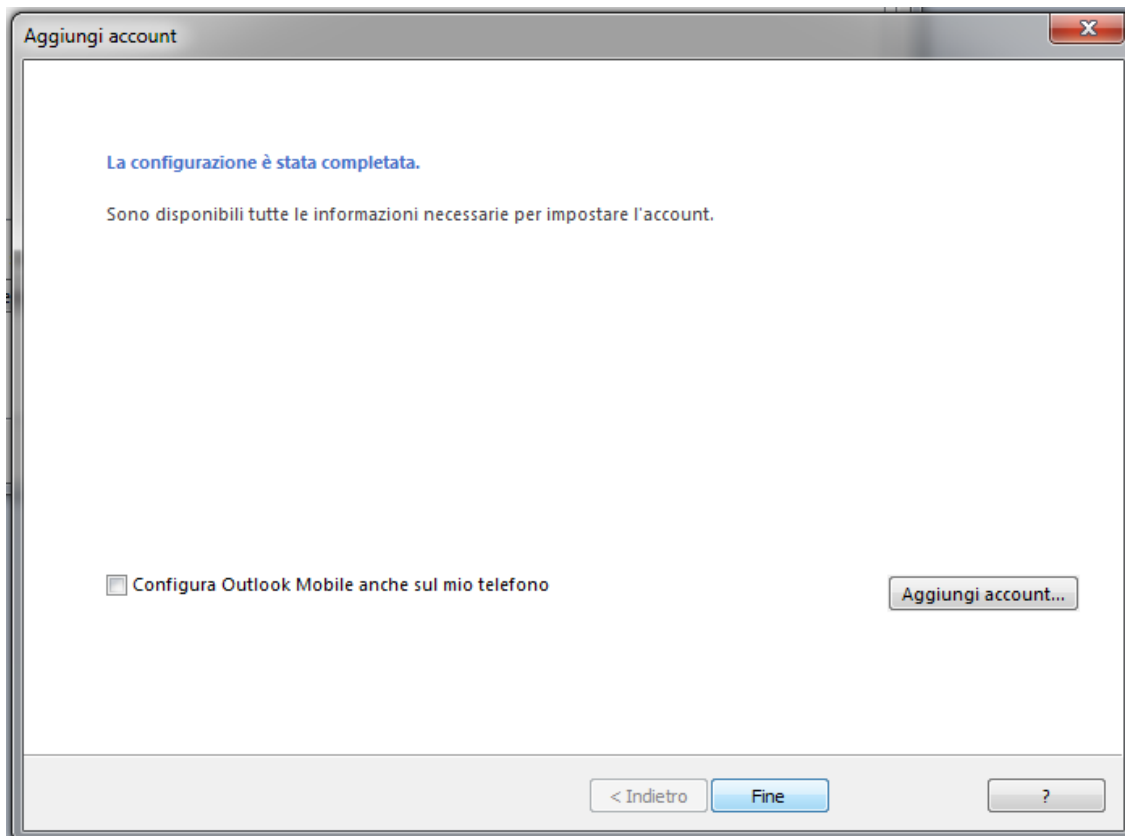 Aggiungi account
La configurazione è stata completata.
Sono disponibili tutte le informazioni necessarie per impostare l'account.
Configura Outlook Mobile anche sul mio telefono
Aggiungi account...
< Indietro
Fine
?